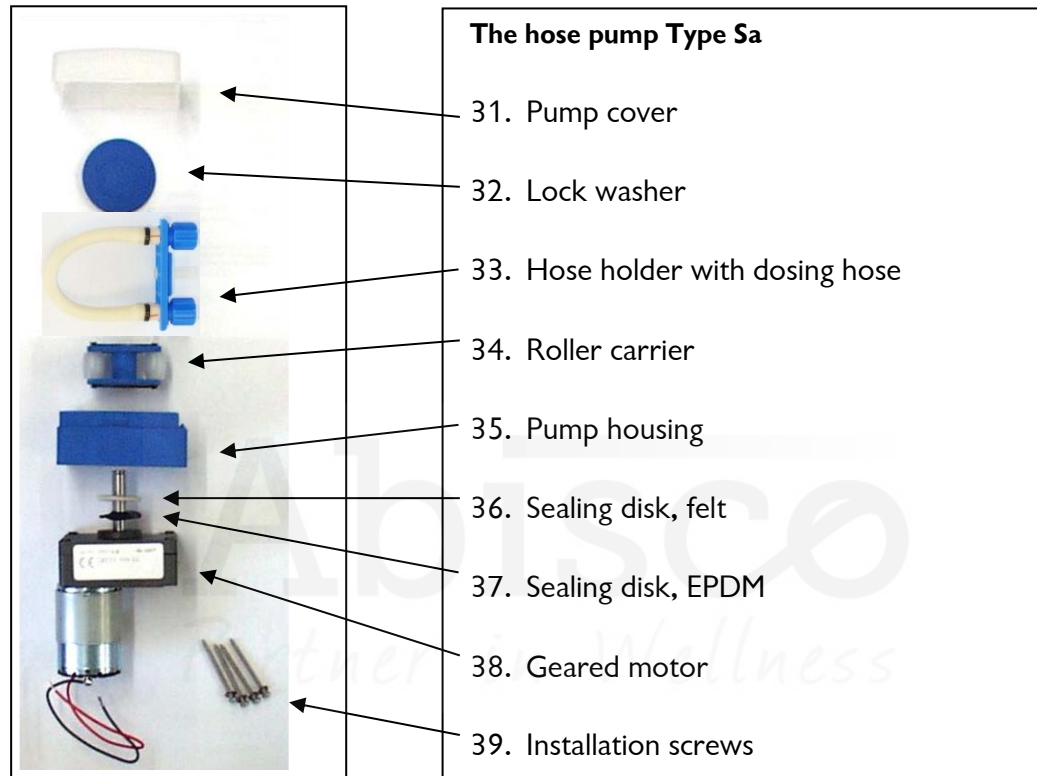 The hose pump Type Sa
31. Pump cover
32. Lock washer
33. Hose holder with dosing hose
34. Roller carrier
35. Pump housing
36. Sealing disk, felt
37. Sealing disk, EPDM
38. Geared motor
39. Installation screws
Abisco
Partner in Wellness
CE